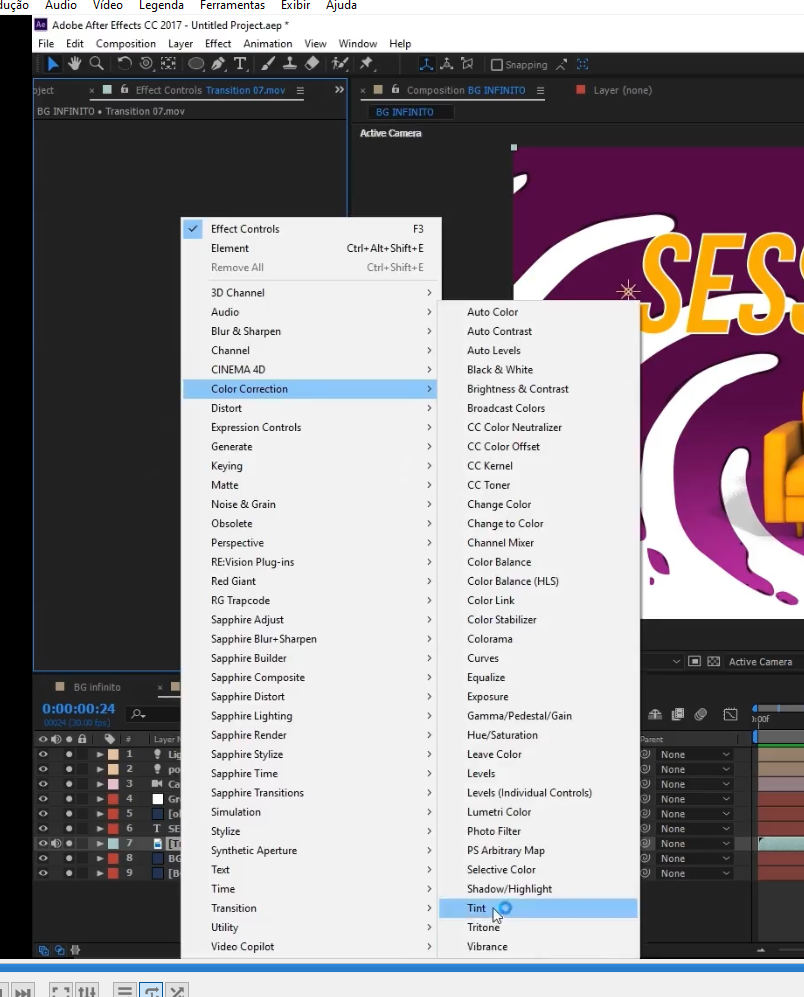 dução Áudio Vídeo Legenda Ferramentas Exibir Ajuda
Ae Adobe After Effects CC 2017 - Untitled Project.aep *
File Edit Composition Layer Effect Animation View Window Help
Snapping
oject × Effect Controls Transition 07.mov × Composition BG INFINITO Layer (none)
BG INFINITO • Transition 07.mov BG INFINITO
Active Camera
SESS
Effect Controls F3
Element Ctrl+Alt+Shift+E
Remove All Ctrl+Shift+E
3D Channel
Audio
Blur & Sharpen
Channel
CINEMA 4D
Color Correction
Distort
Expression Controls
Generate
Keying
Matte
Noise & Grain
Obsolete
Perspective
RE:Vision Plug-ins
Red Giant
RG Trapcode
Sapphire Adjust
Sapphire Blur+Sharpen
Sapphire Builder
Sapphire Composite
Sapphire Distort
Sapphire Lighting
Sapphire Render
Sapphire Stylize
Sapphire Time
Sapphire Transitions
Simulation
Stylize
Synthetic Aperture
Text
Time
Transition
Utility
Video Copilot
Auto Color
Auto Contrast
Auto Levels
Black & White
Brightness & Contrast
Broadcast Colors
CC Color Neutralizer
CC Color Offset
CC Kernel
CC Toner
Change Color
Change to Color
Channel Mixer
Color Balance
Color Balance (HLS)
Color Link
Color Stabilizer
Colorama
Curves
Equalize
Exposure
Gamma/Pedestal/Gain
Hue/Saturation
Leave Color
Levels
Levels (Individual Controls)
Lumetri Color
Photo Filter
PS Arbitrary Map
Selective Color
Shadow/Highlight
Tint
Tritone
Vibrance
Active Camera
BG infinito ×
0:00:00:24
00024 (30.00 fps)
# Layer N Parent
1 Lig None
2 po None
3 Ca None
4 Gr None
5 [ol None
6 T SE None
7 [Tr None
8 BG None
9 [B None